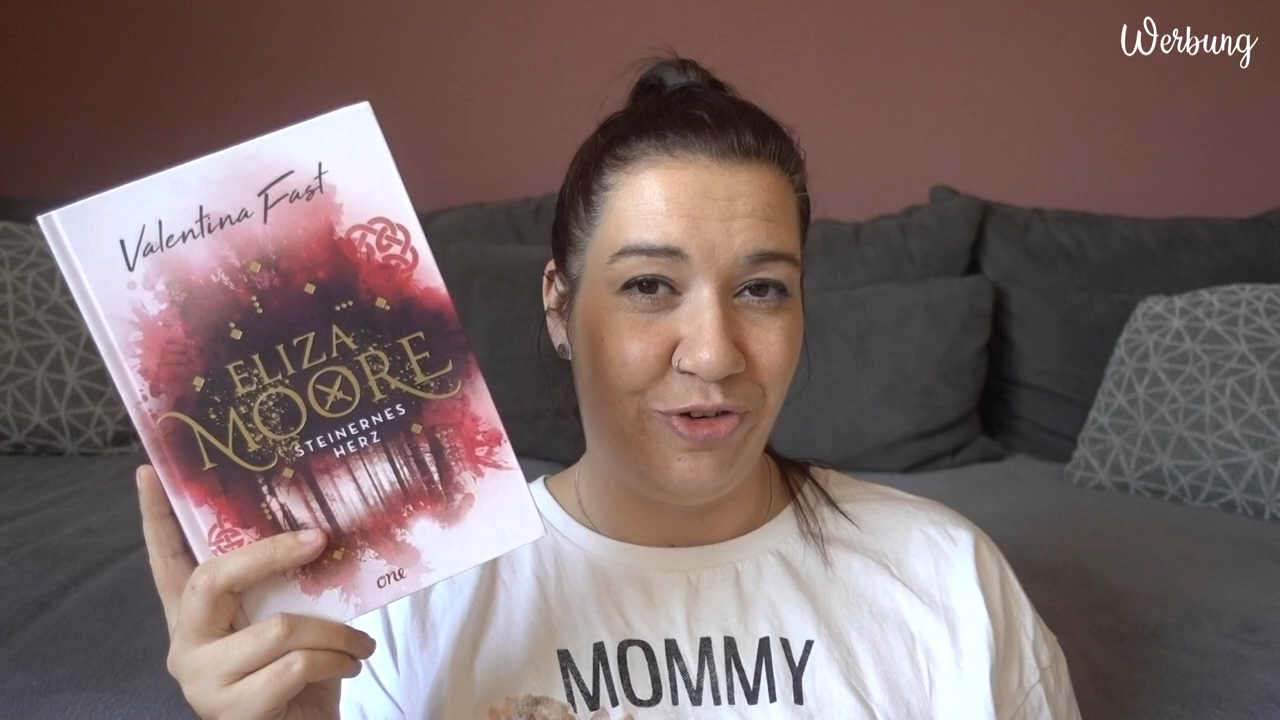 Werbung
Valentina Fast
ELIZA
MOORE
STEINERNES
HERZ
one
MOMMY